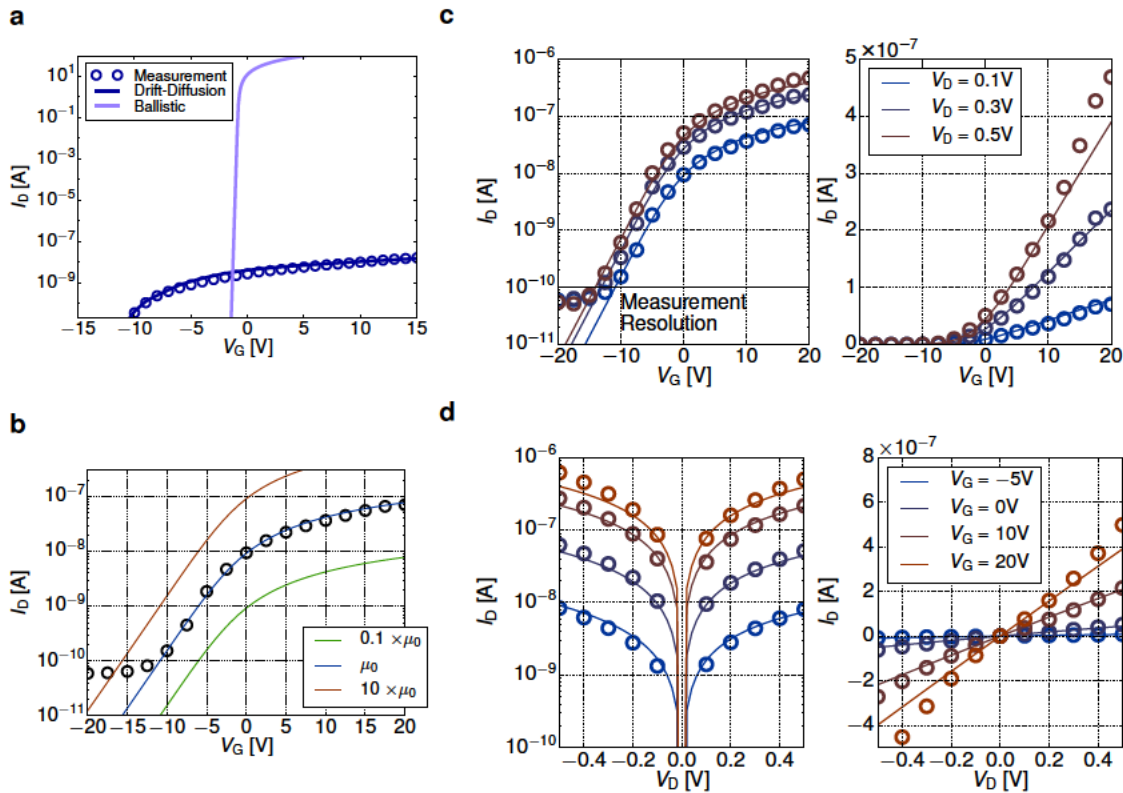 a
Measurement
Drift-Diffusion
Ballistic
10¹
10⁻¹
10⁻³
10⁻⁵
10⁻⁷
10⁻⁹
I_D [A]
−15 −10 −5 0 5 10 15
V_G [V]
b
10⁻⁷
10⁻⁸
10⁻⁹
10⁻¹⁰
10⁻¹¹
I_D [A]
0.1 ×μ₀
μ₀
10 ×μ₀
−20 −15 −10 −5 0 5 10 15 20
V_G [V]
c
10⁻⁶
10⁻⁷
10⁻⁸
10⁻⁹
10⁻¹⁰
10⁻¹¹
I_D [A]
Measurement
Resolution
−20 −10 0 10 20
V_G [V]
×10⁻⁷
5
4
3
2
1
0
I_D [A]
V_D = 0.1V
V_D = 0.3V
V_D = 0.5V
−20 −10 0 10 20
V_G [V]
d
10⁻⁶
10⁻⁷
10⁻⁸
10⁻⁹
10⁻¹⁰
I_D [A]
−0.4 −0.2 0.0 0.2 0.4
V_D [V]
×10⁻⁷
8
6
4
2
0
−2
−4
I_D [A]
V_G = −5V
V_G = 0V
V_G = 10V
V_G = 20V
−0.4 −0.2 0.0 0.2 0.4
V_D [V]